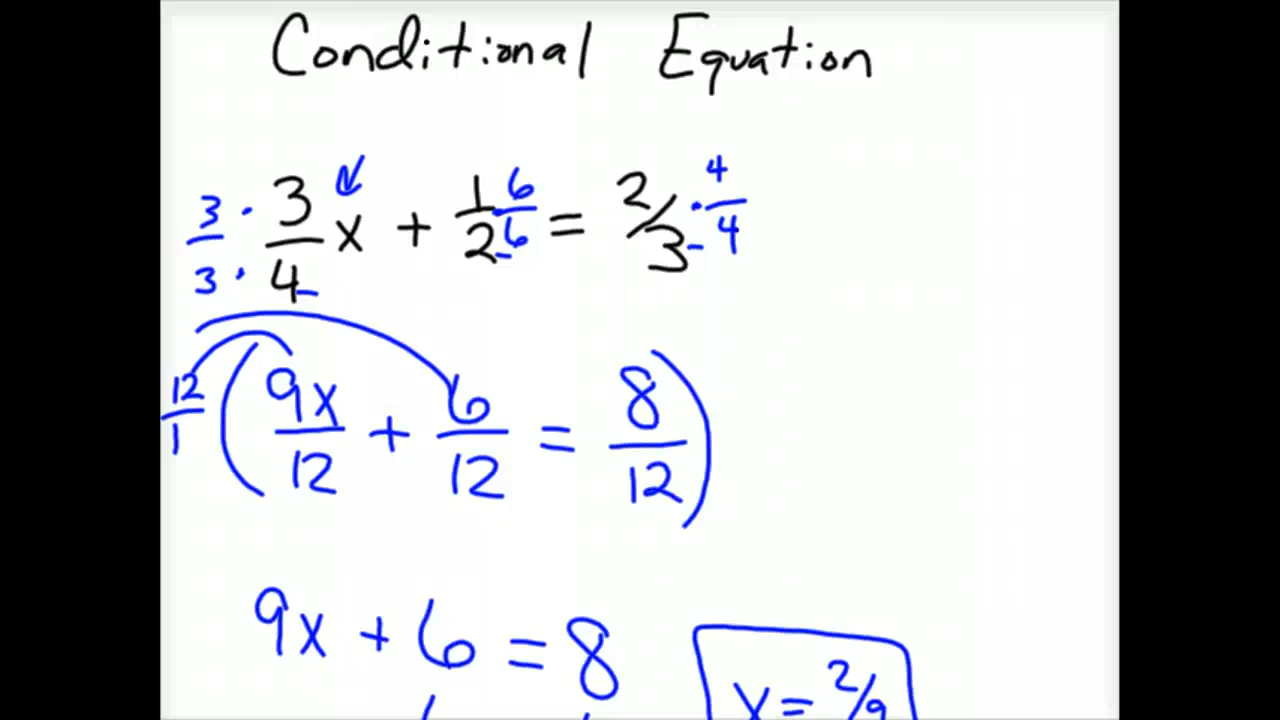 Conditional Equation
3/3 · 3/4 x + 1/2 · 6/6 = 2/3 · 4/4
12/1 (9x/12 + 6/12 = 8/12)
9x + 6 = 8
x = 2/9